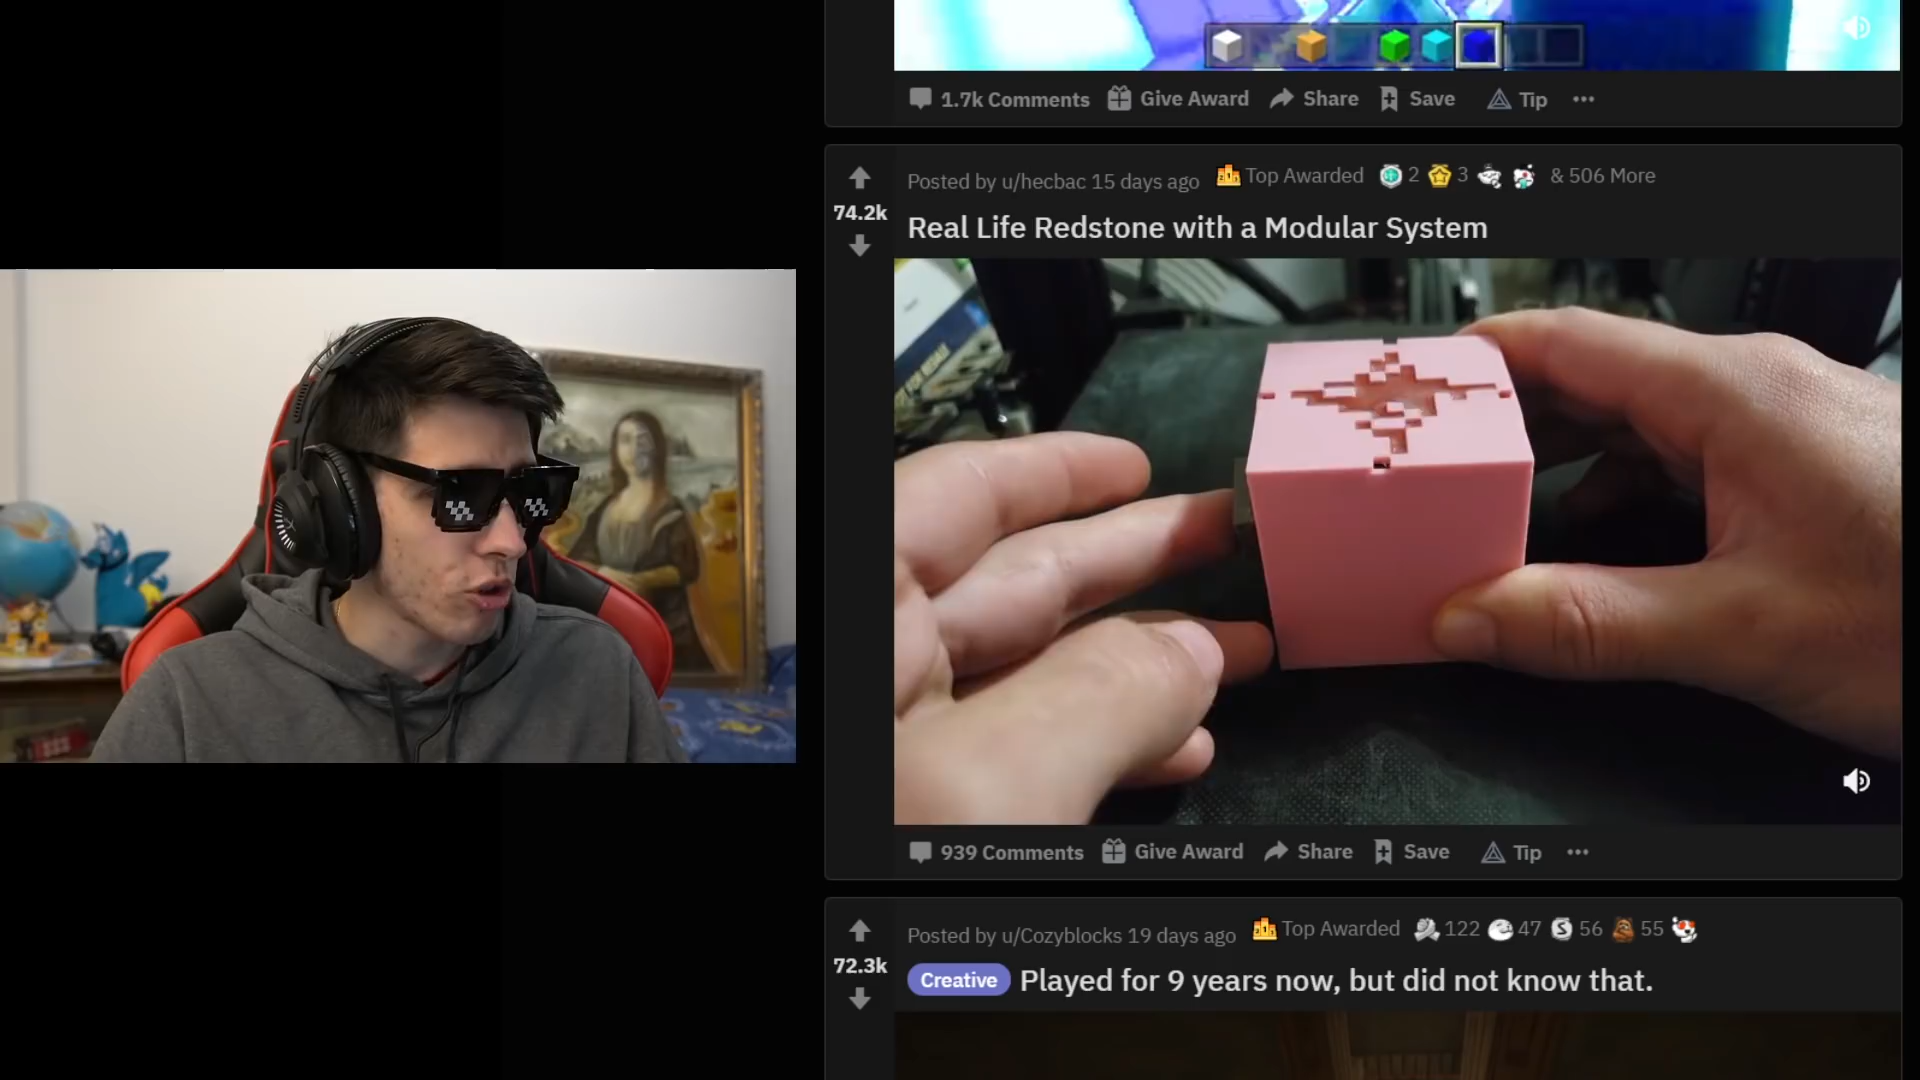 1.7k Comments Give Award Share Save Tip
Posted by u/hecbac 15 days ago Top Awarded 2 3 & 506 More
74.2k
Real Life Redstone with a Modular System
939 Comments Give Award Share Save Tip
Posted by u/Cozyblocks 19 days ago Top Awarded 122 47 56 55
72.3k
Creative Played for 9 years now, but did not know that.